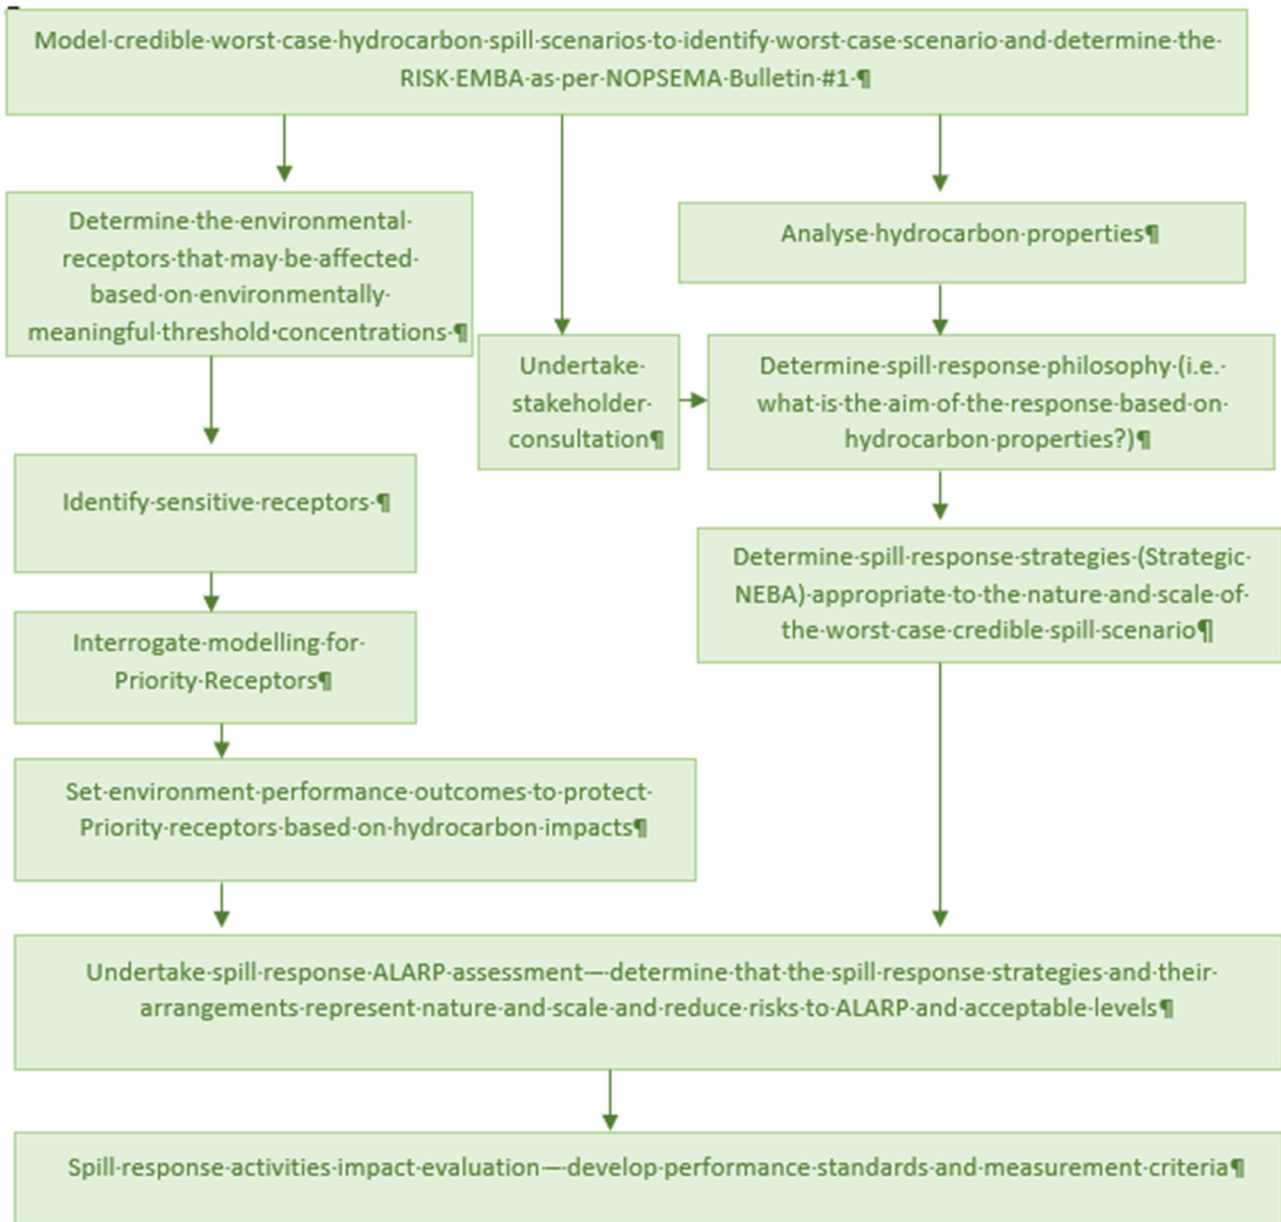 Model credible worst case hydrocarbon spill scenarios to identify worst case scenario and determine the
RISK EMBA as per NOPSEMA Bulletin #1 ¶
Determine the environmental
receptors that may be affected
based on environmentally
meaningful threshold concentrations ¶
Analyse hydrocarbon properties¶
Undertake
stakeholder
consultation¶
Determine spill response philosophy (i.e.
what is the aim of the response based on
hydrocarbon properties?)¶
Identify sensitive receptors ¶
Determine spill response strategies (Strategic
NEBA) appropriate to the nature and scale of
the worst case credible spill scenario¶
Interrogate modelling for
Priority Receptors¶
Set environment performance outcomes to protect
Priority receptors based on hydrocarbon impacts¶
Undertake spill response ALARP assessment – determine that the spill response strategies and their
arrangements represent nature and scale and reduce risks to ALARP and acceptable levels¶
Spill response activities impact evaluation – develop performance standards and measurement criteria¶